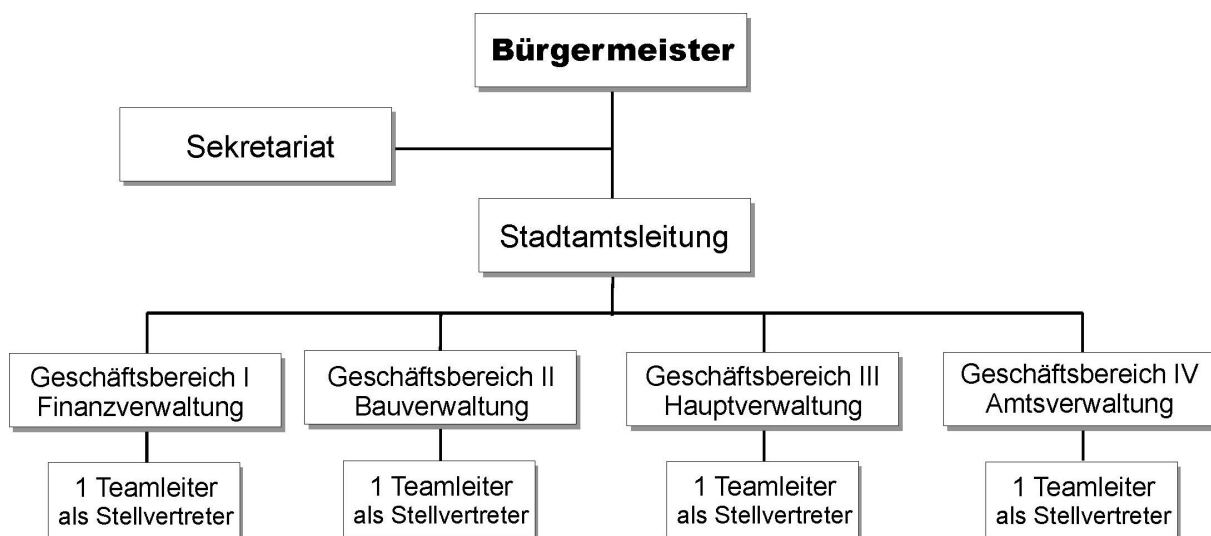 Bürgermeister
Sekretariat
Stadtamtsleitung
Geschäftsbereich I
Finanzverwaltung
Geschäftsbereich II
Bauverwaltung
Geschäftsbereich III
Hauptverwaltung
Geschäftsbereich IV
Amtsverwaltung
1 Teamleiter
als Stellvertreter
1 Teamleiter
als Stellvertreter
1 Teamleiter
als Stellvertreter
1 Teamleiter
als Stellvertreter